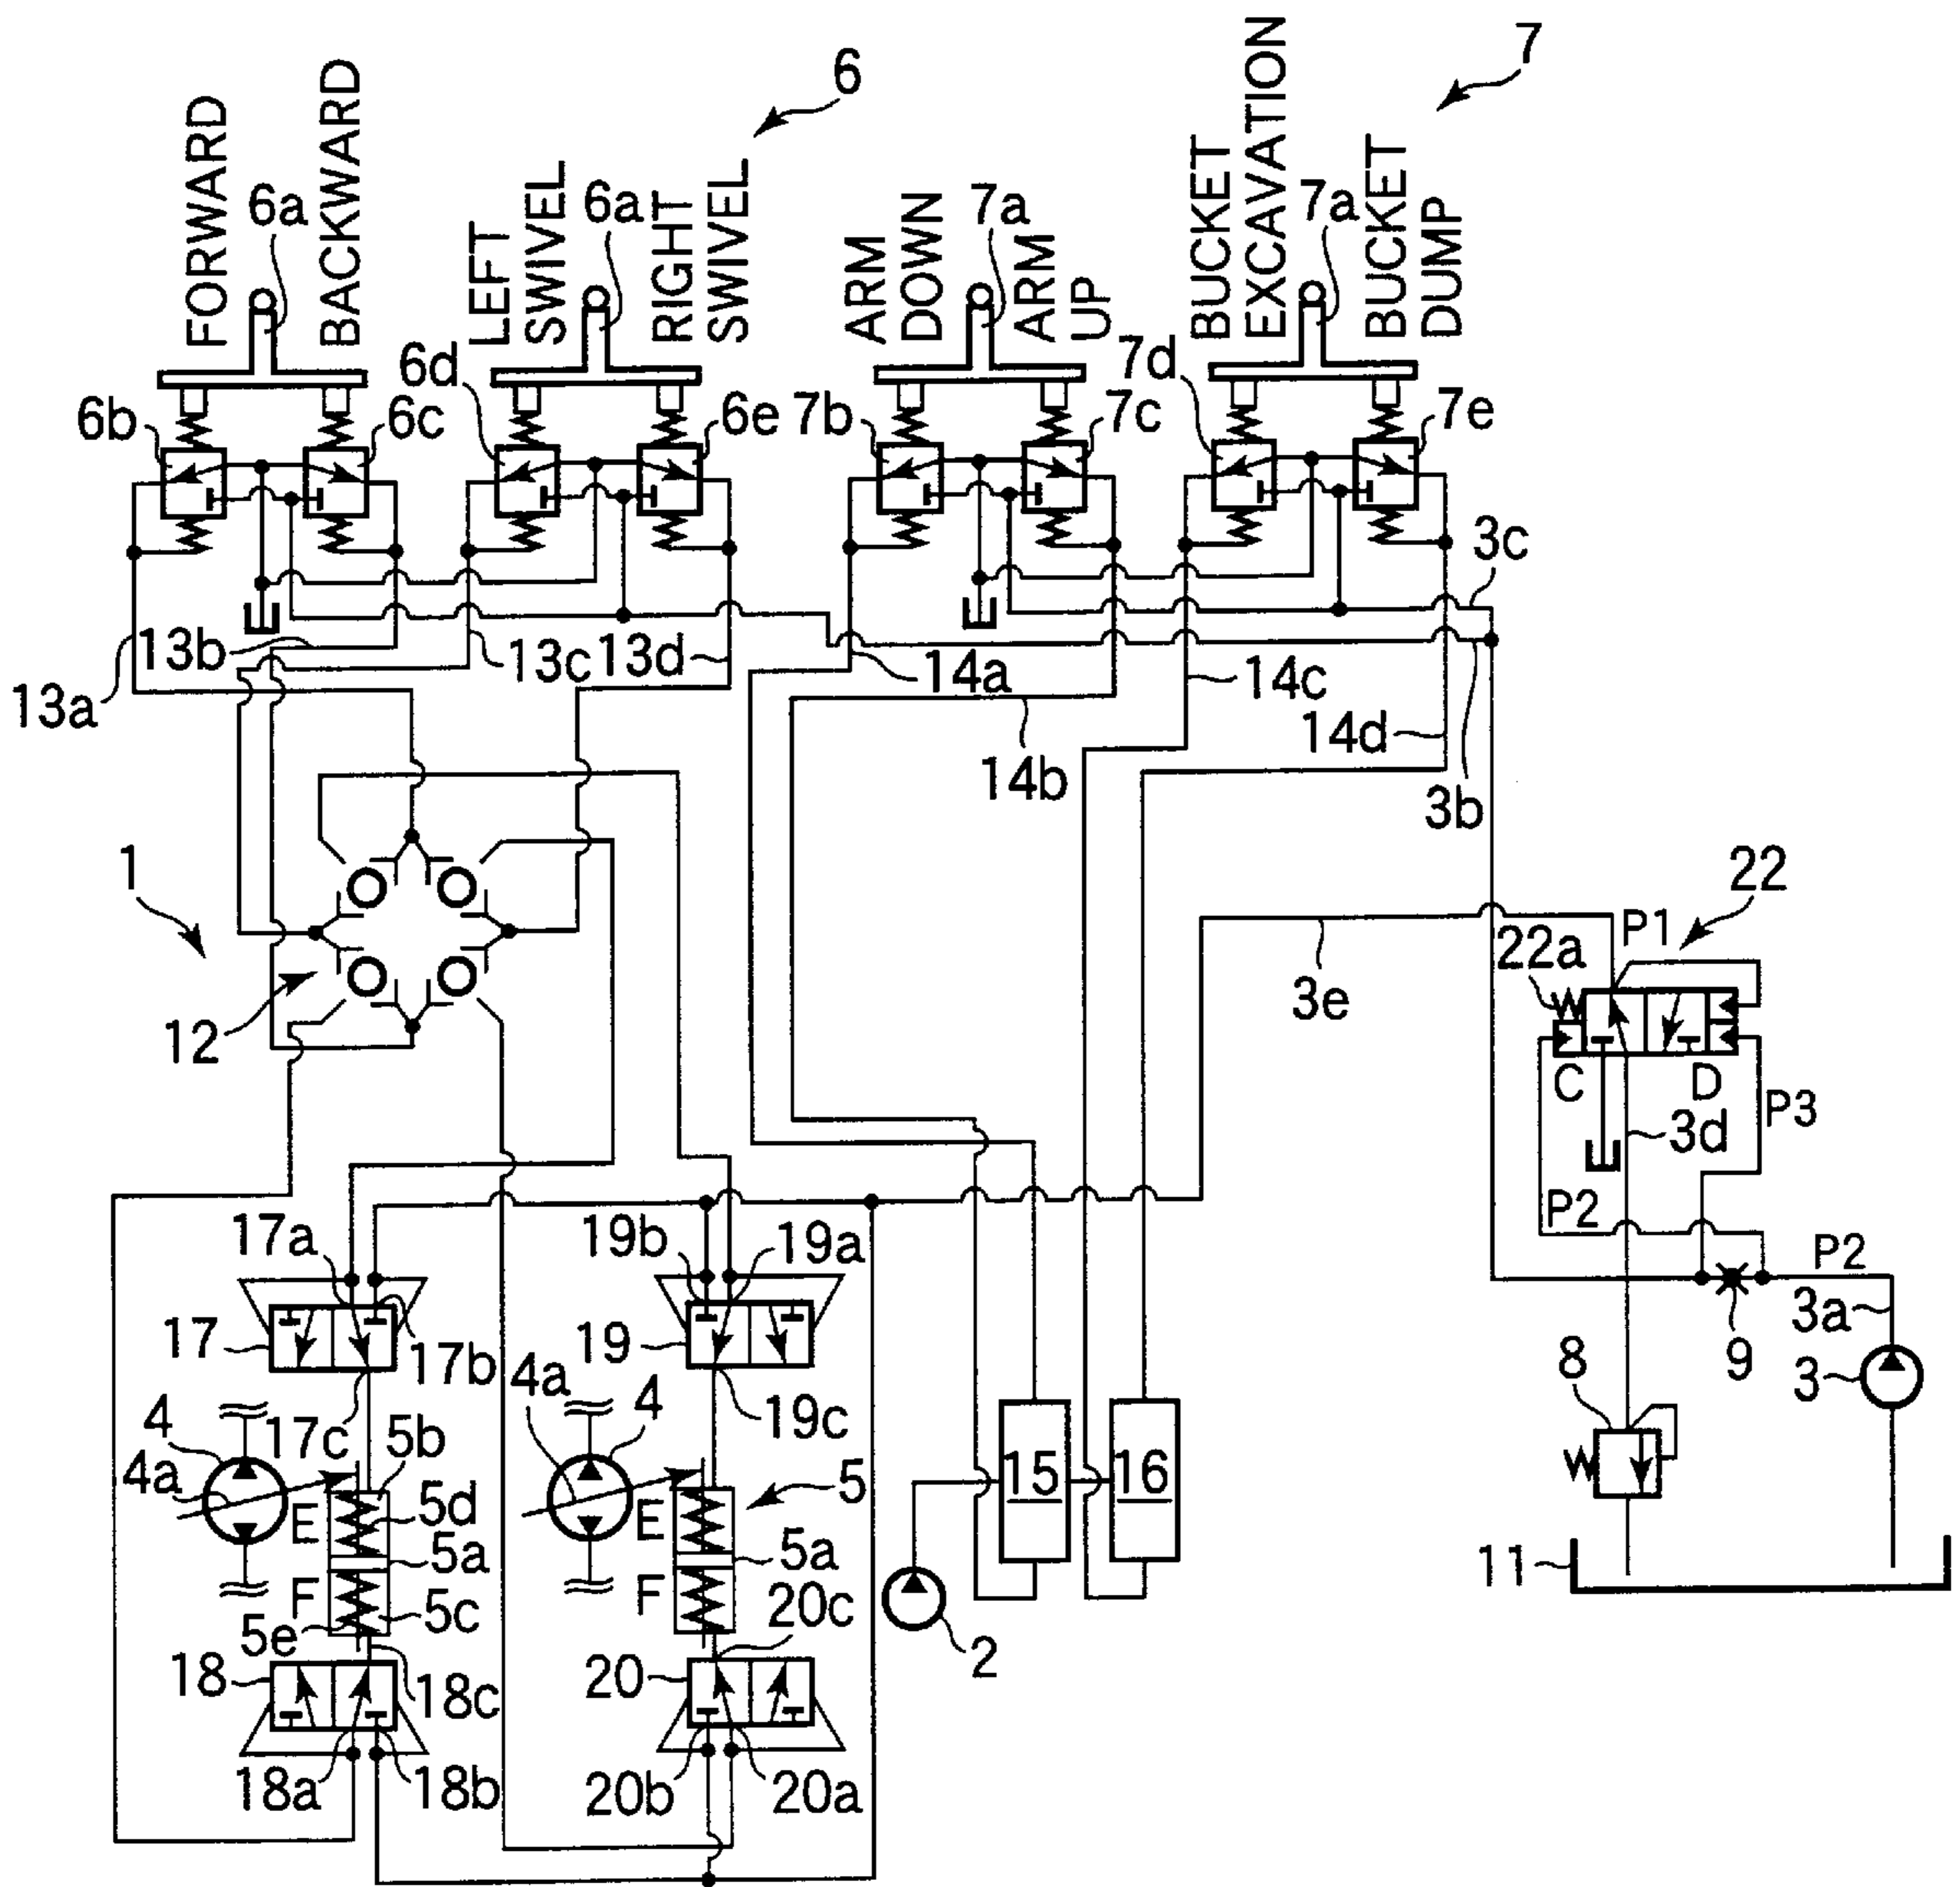 6
7
FORWARD
6a
BACKWARD
LEFT
SWIVEL
6a
RIGHT
SWIVEL
ARM
DOWN
7a
ARM
UP
BUCKET
EXCAVATION
7a
BUCKET
DUMP
6b
6c
6d
6e
7b
7c
7d
7e
3c
13a
13b
13c
13d
14a
14b
14c
14d
3b
1
12
22
P1
22a
3e
C
D
P3
3d
P2
P2
3a
9
8
3
11
17a
17
17b
17c
19b
19a
19
19c
4
4a
5b
5d
E
5a
F
5c
5e
4a
4
5
E
5a
F
20c
15
16
2
18
18c
18a
18b
20
20b
20a